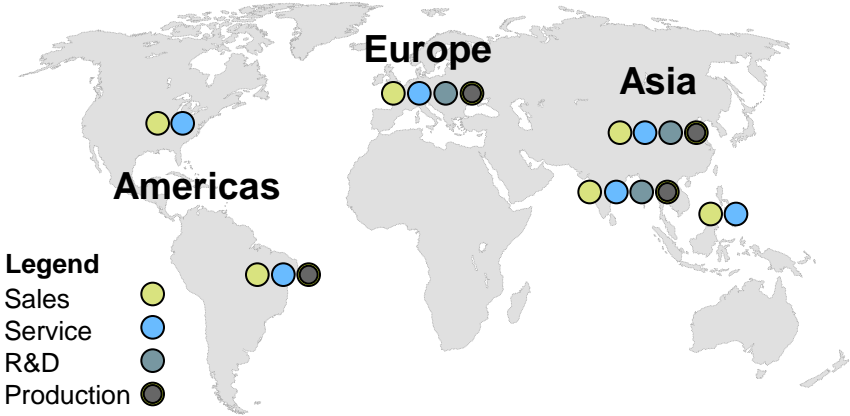 Europe
Asia
Americas
Legend
Sales
Service
R&D
Production